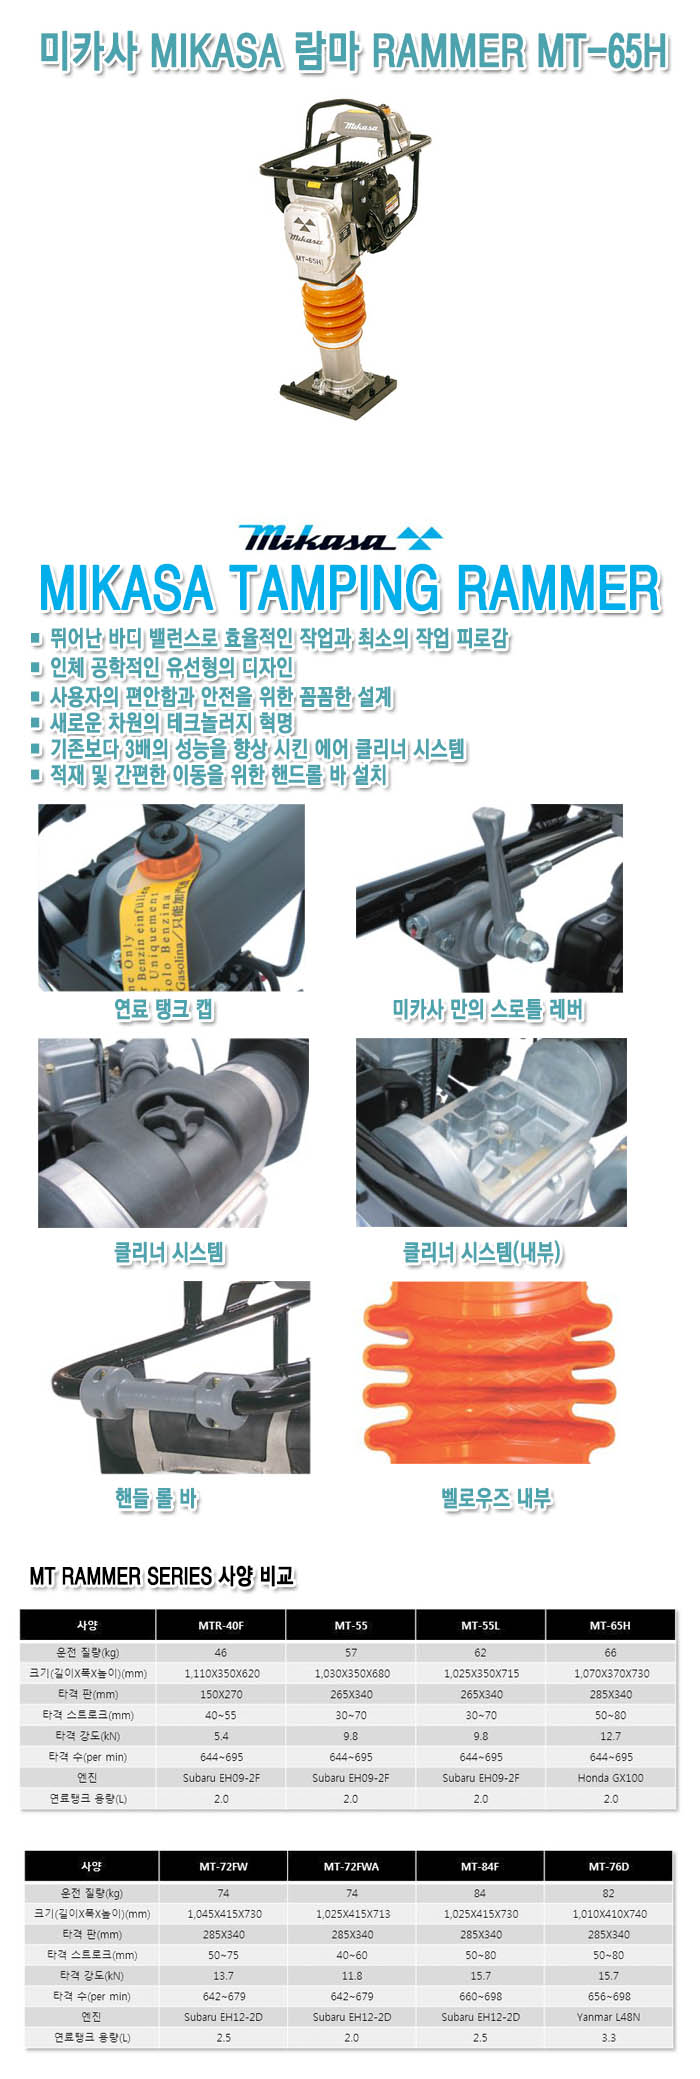 미카사 MIKASA 람마 RAMMER MT-65H
Mikasa
Mikasa
MT-65H
Mikasa
MIKASA TAMPING RAMMER
▪ 뛰어난 바디 밸런스로 효율적인 작업과 최소의 작업 피로감
▪ 인체 공학적인 유선형의 디자인
▪ 사용자의 편안함과 안전을 위한 꼼꼼한 설계
▪ 새로운 차원의 테크놀러지 혁명
▪ 기존보다 3배의 성능을 향상 시킨 에어 클리너 시스템
▪ 적재 및 간편한 이동을 위한 핸드롤 바 설치
ne Only
r Benzin einfüllen
e Uniquement
solo Benzina
Gasolina／只能加汽
연료 탱크 캡
미카사 만의 스로틀 레버
클리너 시스템
클리너 시스템(내부)
핸들 롤 바
벨로우즈 내부
MT RAMMER SERIES 사양 비교
사양 MTR-40F MT-55 MT-55L MT-65H
운전 질량(kg) 46 57 62 66
크기(길이X폭X높이)(mm) 1,110X350X620 1,030X350X680 1,025X350X715 1,070X370X730
타격 판(mm) 150X270 265X340 265X340 285X340
타격 스트로크(mm) 40~55 30~70 30~70 50~80
타격 강도(kN) 5.4 9.8 9.8 12.7
타격 수(per min) 644~695 644~695 644~695 644~695
엔진 Subaru EH09-2F Subaru EH09-2F Subaru EH09-2F Honda GX100
연료탱크 용량(L) 2.0 2.0 2.0 2.0
사양 MT-72FW MT-72FWA MT-84F MT-76D
운전 질량(kg) 74 74 84 82
크기(길이X폭X높이)(mm) 1,045X415X730 1,025X415X713 1,025X415X730 1,010X410X740
타격 판(mm) 285X340 285X340 285X340 285X340
타격 스트로크(mm) 50~75 40~60 50~80 50~80
타격 강도(kN) 13.7 11.8 15.7 15.7
타격 수(per min) 642~679 642~679 660~698 656~698
엔진 Subaru EH12-2D Subaru EH12-2D Subaru EH12-2D Yanmar L48N
연료탱크 용량(L) 2.5 2.0 2.5 3.3